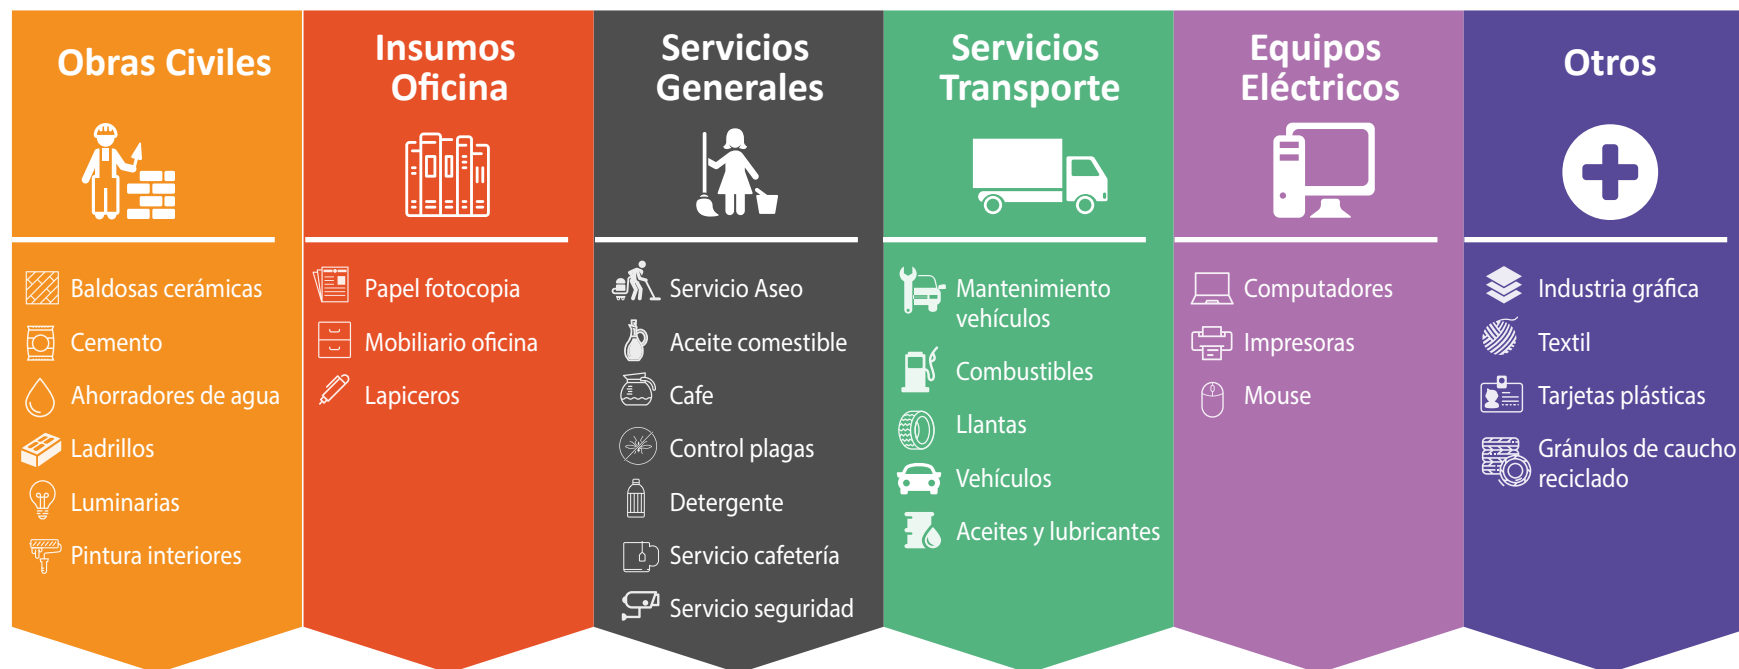 Obras Civiles
Baldosas cerámicas
Cemento
Ahorradores de agua
Ladrillos
Luminarias
Pintura interiores
Insumos
Oficina
Papel fotocopia
Mobiliario oficina
Lapiceros
Servicios
Generales
Servicio Aseo
Aceite comestible
Cafe
Control plagas
Detergente
Servicio cafetería
Servicio seguridad
Servicios
Transporte
Mantenimiento
vehículos
Combustibles
Llantas
Vehículos
Aceites y lubricantes
Equipos
Eléctricos
Computadores
Impresoras
Mouse
Otros
Industria gráfica
Textil
Tarjetas plásticas
Gránulos de caucho
reciclado